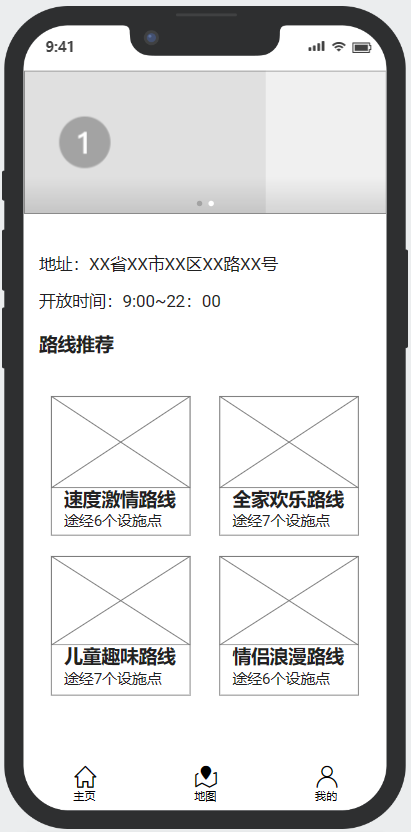 9:41
1
地址：XX省XX市XX区XX路XX号
开放时间：9:00~22：00
路线推荐
速度激情路线
途经6个设施点
全家欢乐路线
途经7个设施点
儿童趣味路线
途经7个设施点
情侣浪漫路线
途经6个设施点
主页
地图
我的